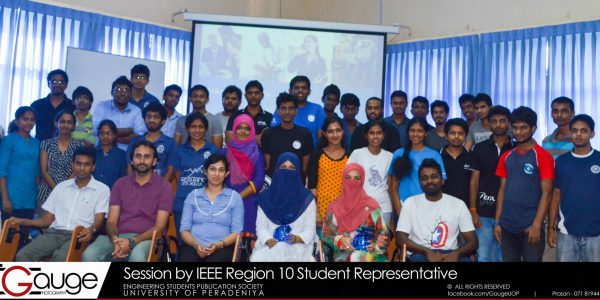 Gauge
PHOTOGRAPHY
Session by IEEE Region 10 Student Representative
ENGINEERING STUDENTS PUBLICATION SOCIETY
UNIVERSITY OF PERADENIYA
© ALL RIGHTS RESERVED
facebook.com/GaugeUOP | Prasan - 071 81944